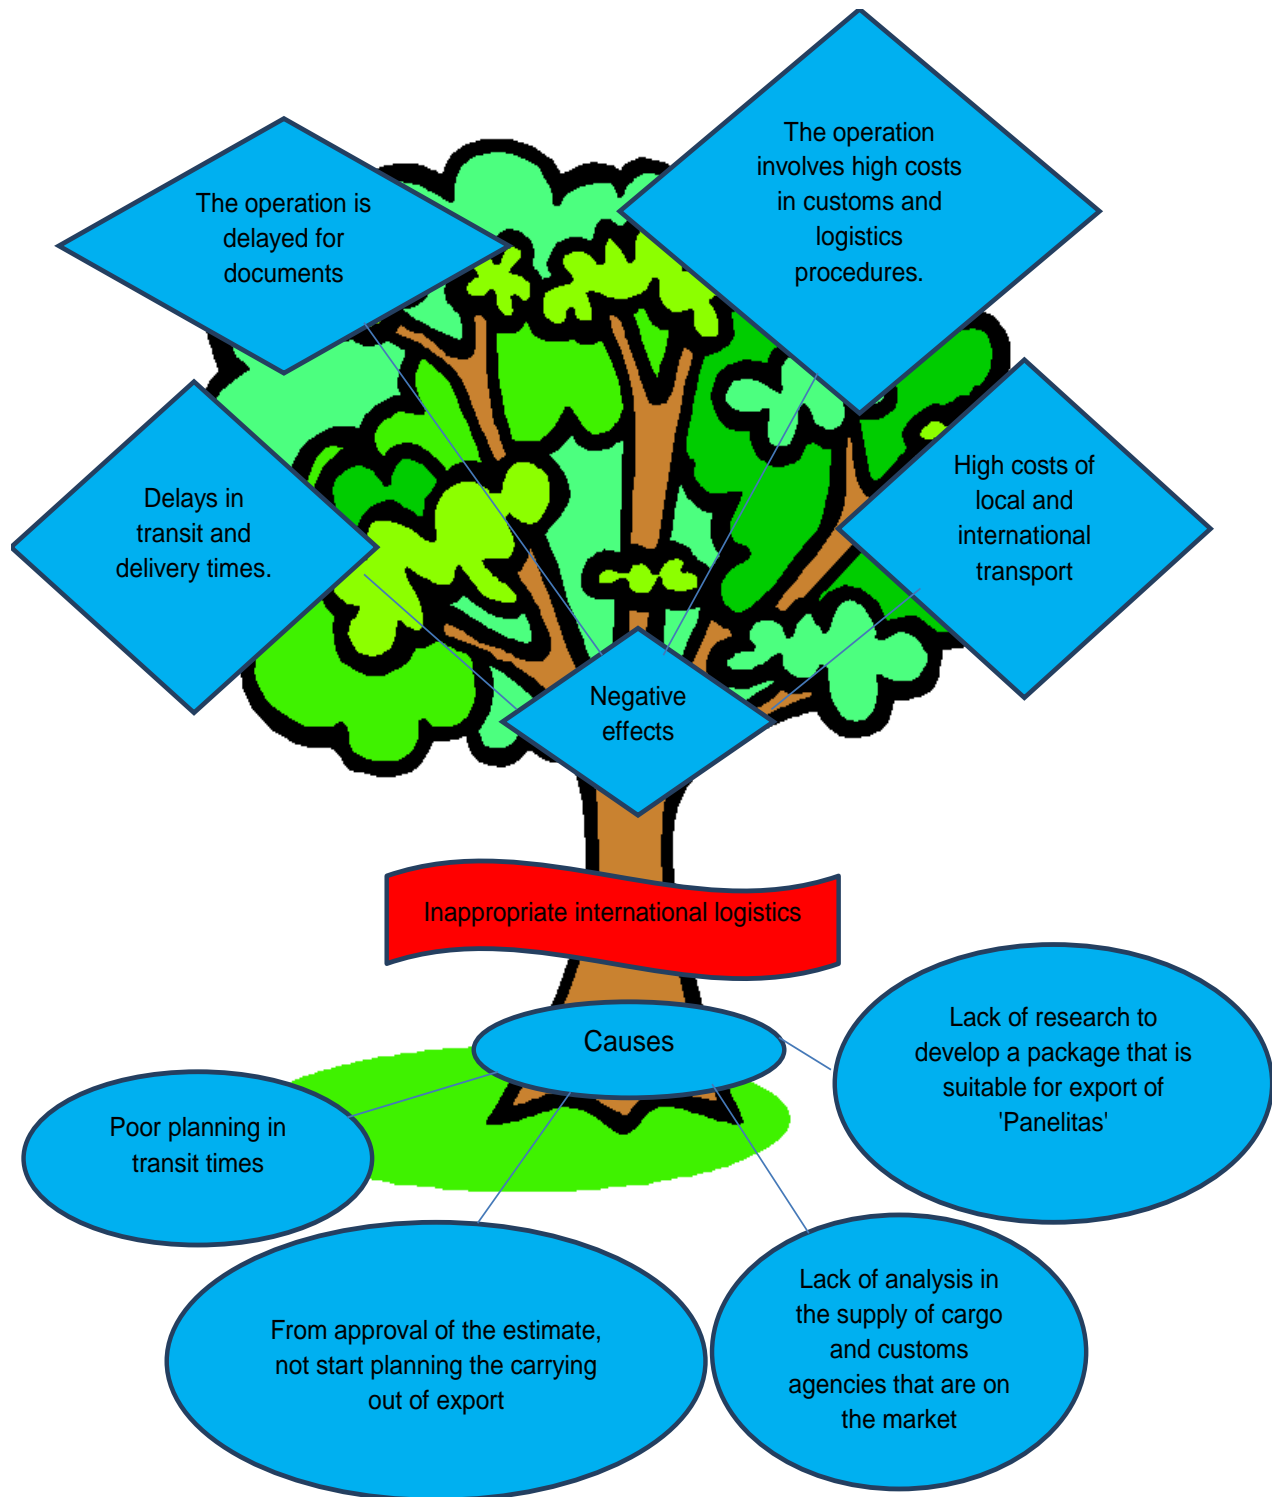 The operation is
delayed for
documents
The operation
involves high costs
in customs and
logistics
procedures.
Delays in
transit and
delivery times.
High costs of
local and
international
transport
Negative
effects
Inappropriate international logistics
Causes
Lack of research to
develop a package that is
suitable for export of
'Panelitas'
Poor planning in
transit times
From approval of the estimate,
not start planning the carrying
out of export
Lack of analysis in
the supply of cargo
and customs
agencies that are on
the market